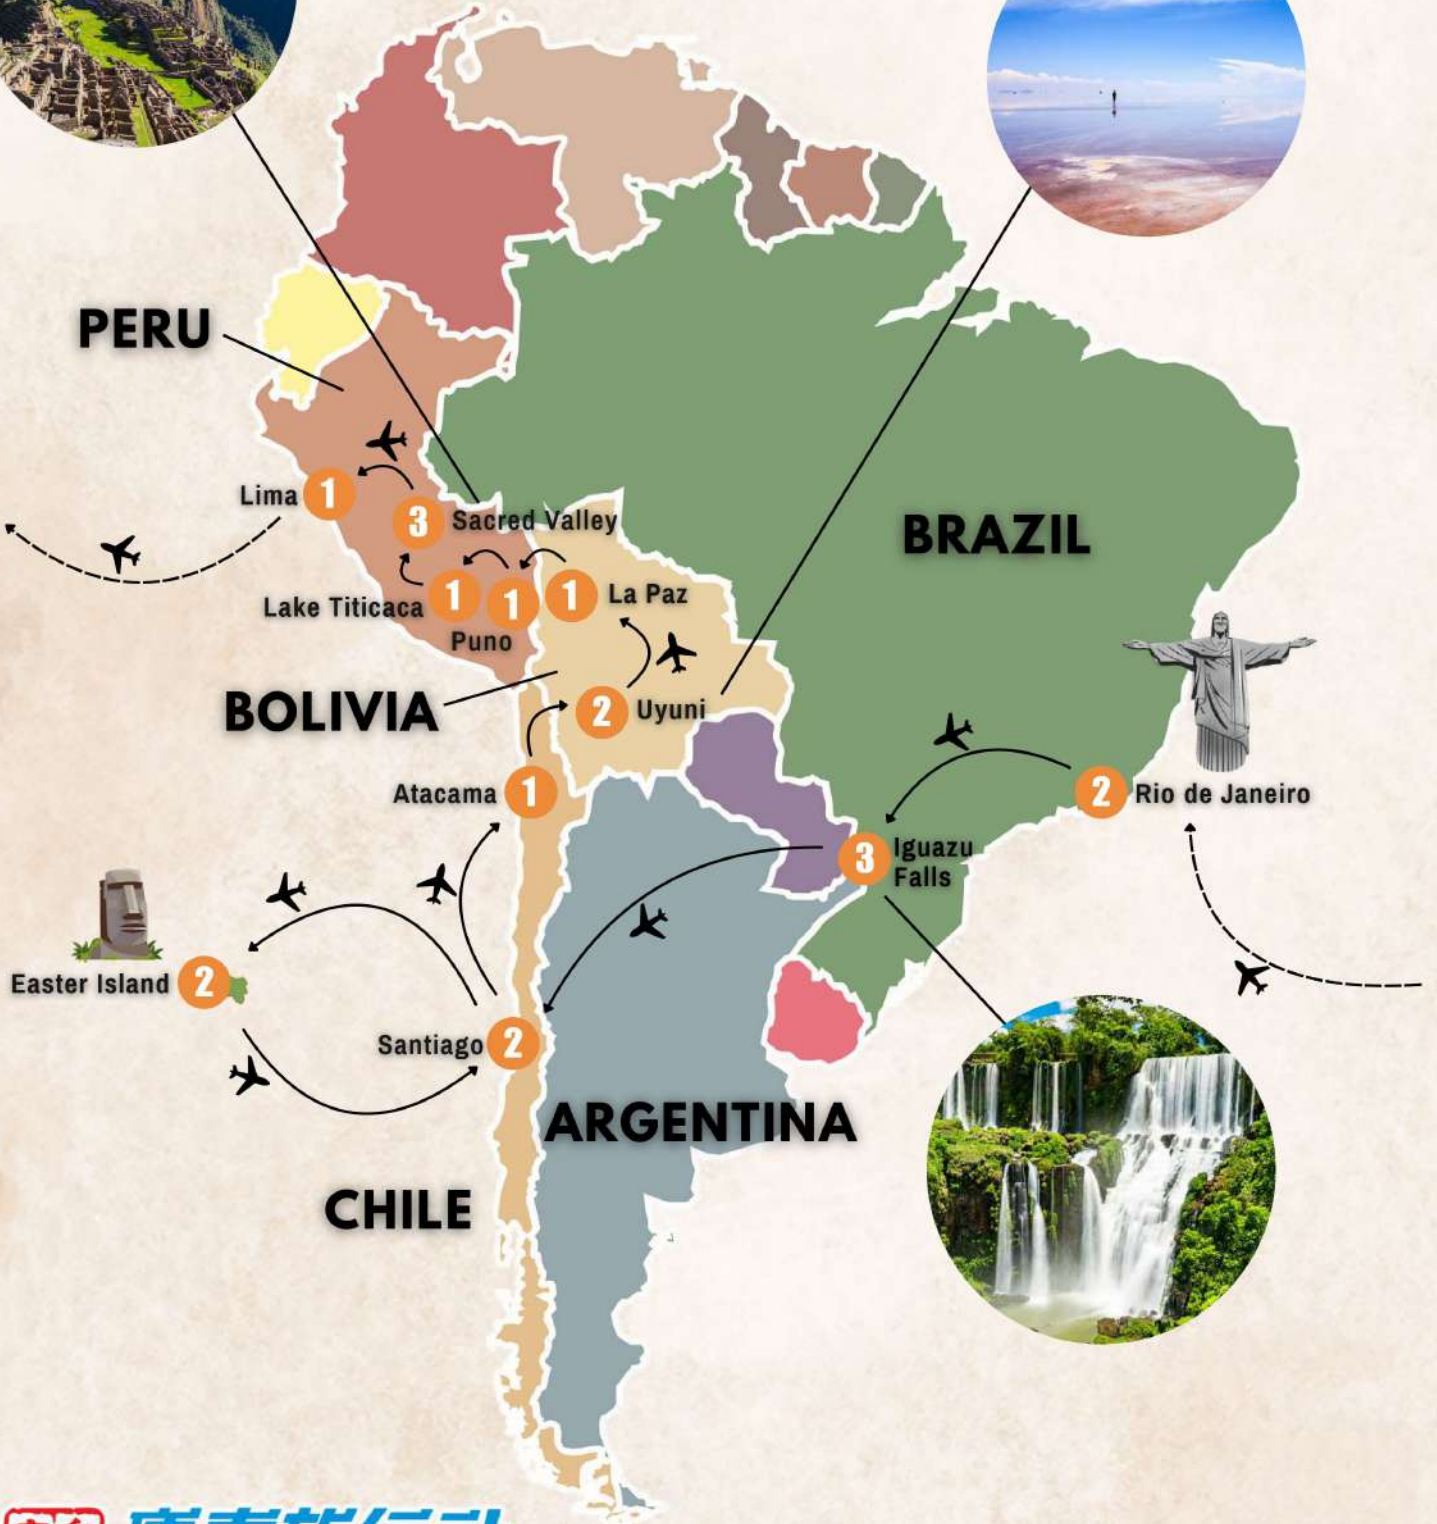 PERU
Lima 1
3 Sacred Valley
BRAZIL
Lake Titicaca 1
1
Puno
1 La Paz
BOLIVIA
2 Uyuni
Atacama 1
2 Rio de Janeiro
3 Iguazu
Falls
Easter Island 2
Santiago 2
ARGENTINA
CHILE